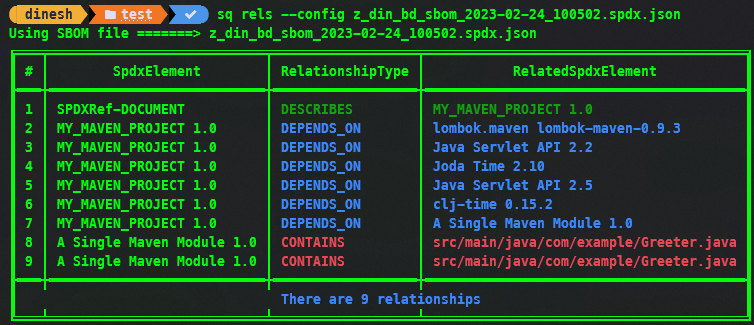 dinesh test ✓ sq rels --config z_din_bd_sbom_2023-02-24_100502.spdx.json
Using SBOM file =======> z_din_bd_sbom_2023-02-24_100502.spdx.json
# SpdxElement RelationshipType RelatedSpdxElement
1 SPDXRef-DOCUMENT DESCRIBES MY_MAVEN_PROJECT 1.0
2 MY_MAVEN_PROJECT 1.0 DEPENDS_ON lombok.maven lombok-maven-0.9.3
3 MY_MAVEN_PROJECT 1.0 DEPENDS_ON Java Servlet API 2.2
4 MY_MAVEN_PROJECT 1.0 DEPENDS_ON Joda Time 2.10
5 MY_MAVEN_PROJECT 1.0 DEPENDS_ON Java Servlet API 2.5
6 MY_MAVEN_PROJECT 1.0 DEPENDS_ON clj-time 0.15.2
7 MY_MAVEN_PROJECT 1.0 DEPENDS_ON A Single Maven Module 1.0
8 A Single Maven Module 1.0 CONTAINS src/main/java/com/example/Greeter.java
9 A Single Maven Module 1.0 CONTAINS src/main/java/com/example/Greeter.java
There are 9 relationships